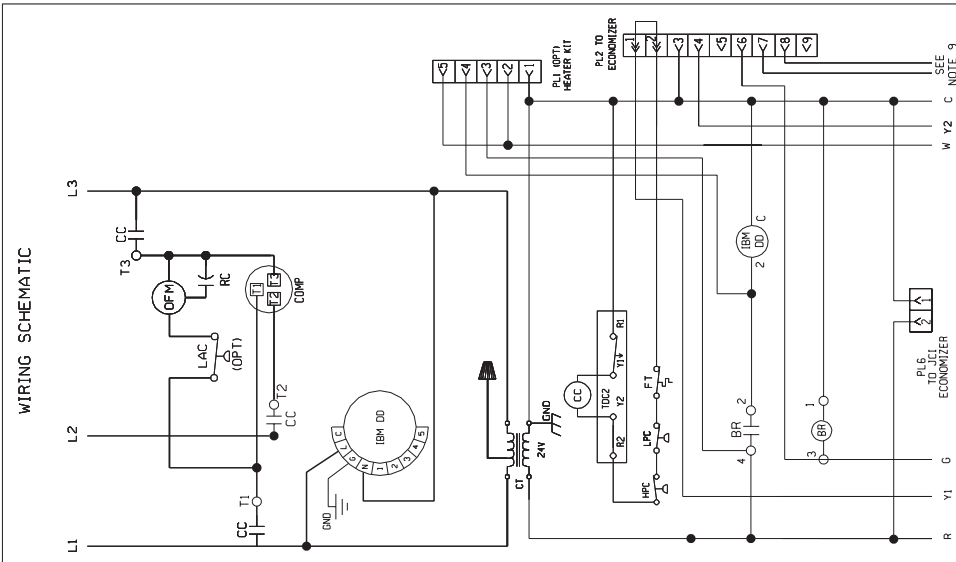 WIRING SCHEMATIC
L3
L2
L1
CC
T3
OFM
RC
LAC
(OPT)
T1
T2
T3
COMP
T2
CC
T1
CC
GND
IBM DD
C
L
G
N
1
2
3
4
5
CT
24V
GND
PL1 (OPT)
HEATER KIT
5
4
3
2
1
PL2 TO
ECONOMIZER
1
2
3
4
5
6
7
8
9
CC
TDC2
R1
Y1
Y2
R2
FT
LPC
HPC
IBM
DD
C
2
BR
2
4
BR
1
3
PL6
TO JCI
ECONOMIZER
1
2
SEE
NOTE 9
C
Y2
W
G
Y1
R